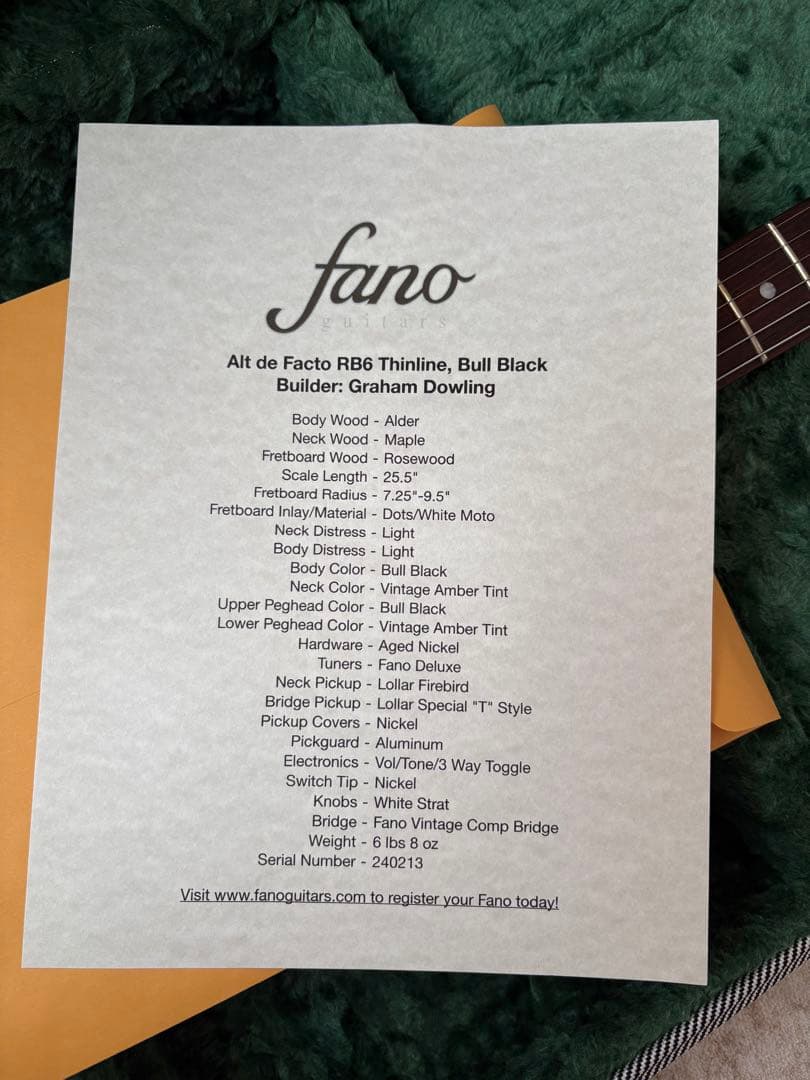 fano
guitars
Alt de Facto RB6 Thinline, Bull Black
Builder: Graham Dowling
Body Wood - Alder
Neck Wood - Maple
Fretboard Wood - Rosewood
Scale Length - 25.5"
Fretboard Radius - 7.25"-9.5"
Fretboard Inlay/Material - Dots/White Moto
Neck Distress - Light
Body Distress - Light
Body Color - Bull Black
Neck Color - Vintage Amber Tint
Upper Peghead Color - Bull Black
Lower Peghead Color - Vintage Amber Tint
Hardware - Aged Nickel
Tuners - Fano Deluxe
Neck Pickup - Lollar Firebird
Bridge Pickup - Lollar Special "T" Style
Pickup Covers - Nickel
Pickguard - Aluminum
Electronics - Vol/Tone/3 Way Toggle
Switch Tip - Nickel
Knobs - White Strat
Bridge - Fano Vintage Comp Bridge
Weight - 6 lbs 8 oz
Serial Number - 240213
Visit www.fanoguitars.com to register your Fano today!